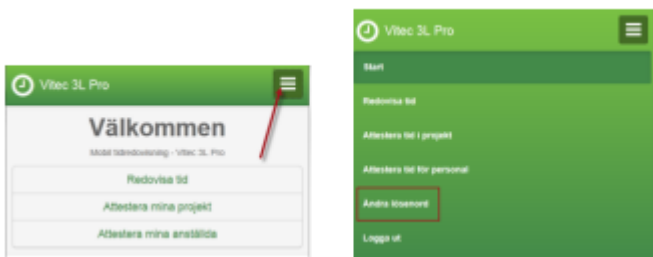 Vitec 3L Pro
Välkommen
Mobil tidredovisning - Vitec 3L Pro
Redovisa tid
Attestera mina projekt
Attestera mina anställda
Vitec 3L Pro
Start
Redovisa tid
Attestera tid i projekt
Attestera tid för personal
Ändra lösenord
Logga ut